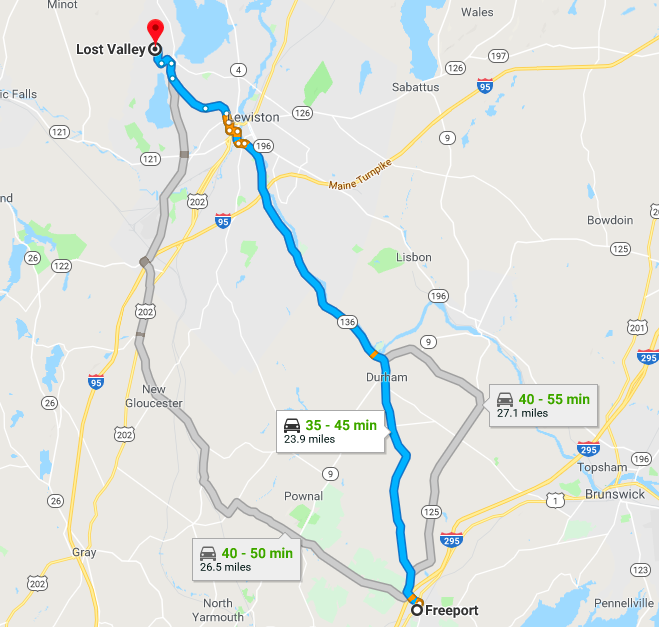 Minot
Wales
Lost Valley
4
126
197
95
Sabattus
ic Falls
Lewiston
126
121
9
196
121
Maine Turnpike
nd
202
95
Bowdoin
26
122
125
Lisbon
202
196
136
201
9
295
95
Durham
New
Gloucester
26
40 - 55 min
27.1 miles
35 - 45 min
23.9 miles
202
295
196
Topsham
9
Brunswick
26
Pownal
1
125
295
Gray
40 - 50 min
26.5 miles
123
202
North
Yarmouth
Freeport
Pennellville